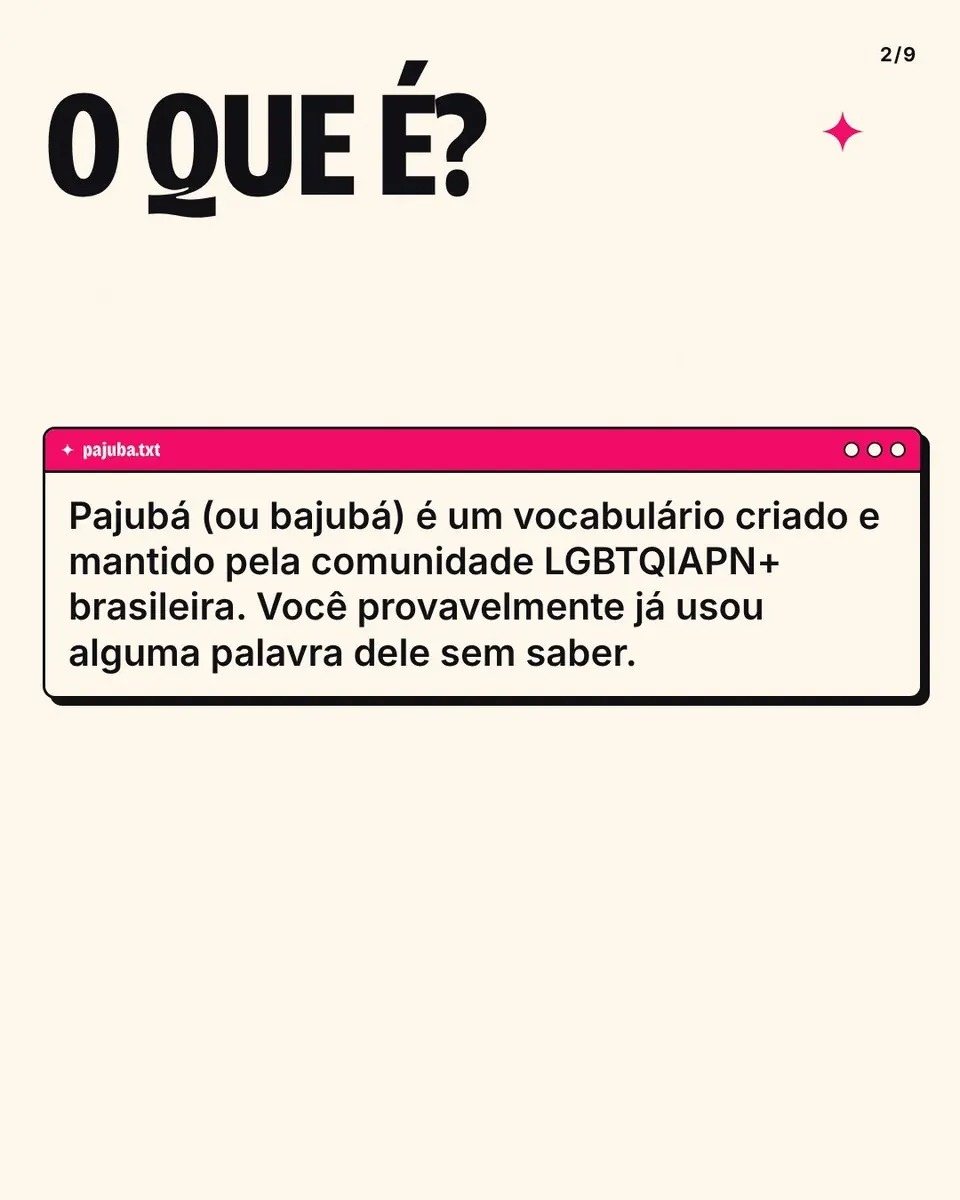 2/9
O QUE É?
pajuba.txt
Pajubá (ou bajubá) é um vocabulário criado e
mantido pela comunidade LGBTQIAPN+
brasileira. Você provavelmente já usou
alguma palavra dele sem saber.